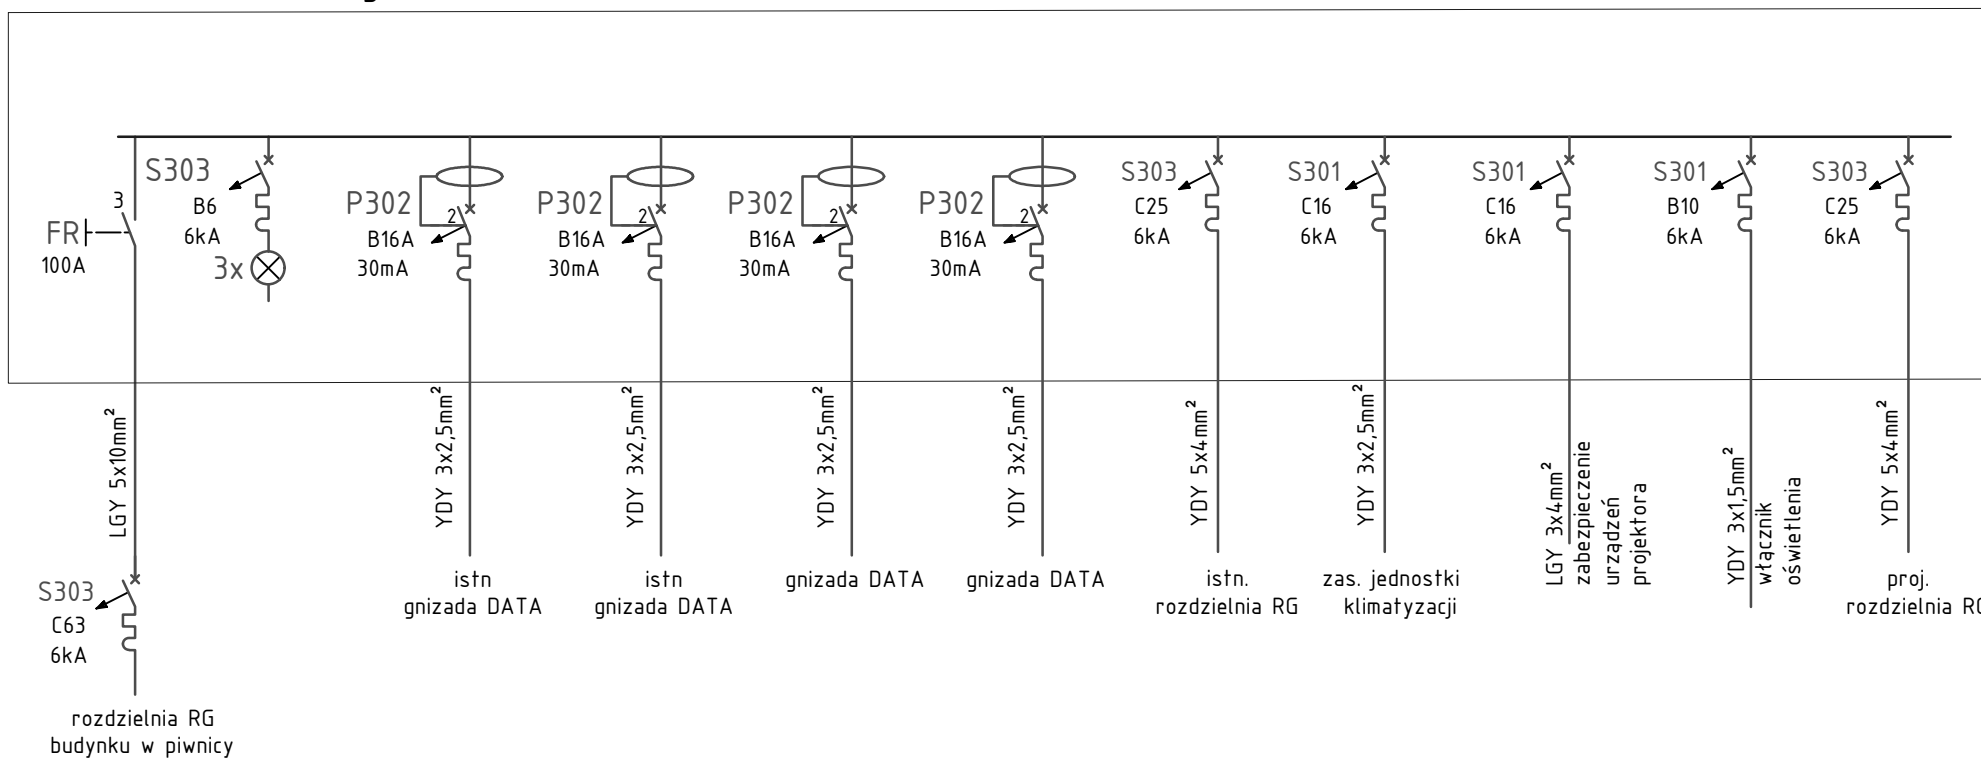 S303
B6
6kA
3x
3
FR
100A
P302
2
B16A
30mA
P302
2
B16A
30mA
P302
2
B16A
30mA
P302
2
B16A
30mA
S303
C25
6kA
S301
C16
6kA
S301
C16
6kA
S301
B10
6kA
S303
C25
6kA
LGY 5x10mm²
YDY 3x2,5mm²
YDY 3x2,5mm²
YDY 3x2,5mm²
YDY 3x2,5mm²
YDY 5x4mm²
YDY 3x2,5mm²
LGY 3x4mm²
zabezpieczenie
urządzeń
projektora
YDY 3x1,5mm²
włącznik
oświetlenia
YDY 5x4mm²
S303
C63
6kA
rozdzielnia RG
budynku w piwnicy
istn
gnizada DATA
istn
gnizada DATA
gnizada DATA
gnizada DATA
istn.
rozdzielnia RG
zas. jednostki
klimatyzacji
proj.
rozdzielnia RG